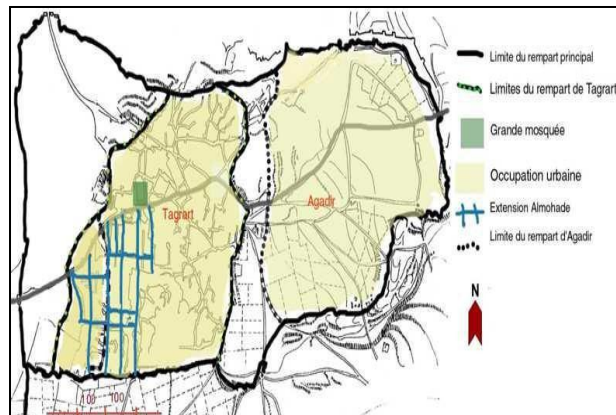 Tagrart
Agadir
100 100
Limite du rempart principal
Limites du rempart de Tagrart
Grande mosquée
Occupation urbaine
Extension Almohade
Limite du rempart d'Agadir
N